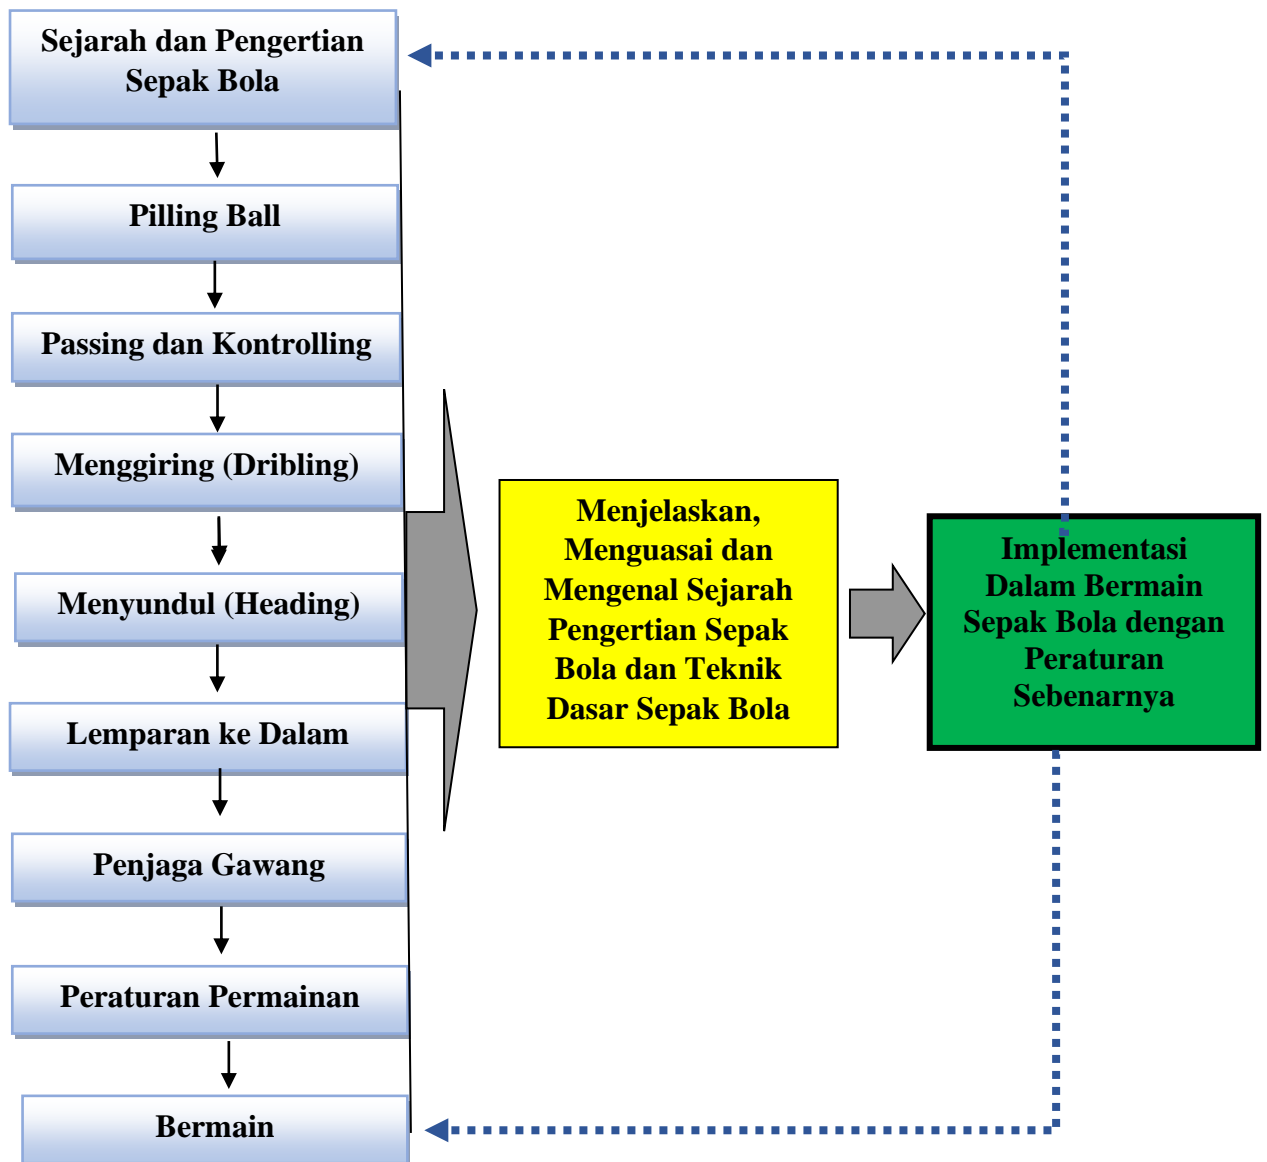 Sejarah dan Pengertian
Sepak Bola
Pilling Ball
Passing dan Kontrolling
Menggiring (Dribling)
Menyundul (Heading)
Lemparan ke Dalam
Penjaga Gawang
Peraturan Permainan
Bermain
Menjelaskan,
Menguasai dan
Mengenal Sejarah
Pengertian Sepak
Bola dan Teknik
Dasar Sepak Bola
Implementasi
Dalam Bermain
Sepak Bola dengan
Peraturan
Sebenarnya